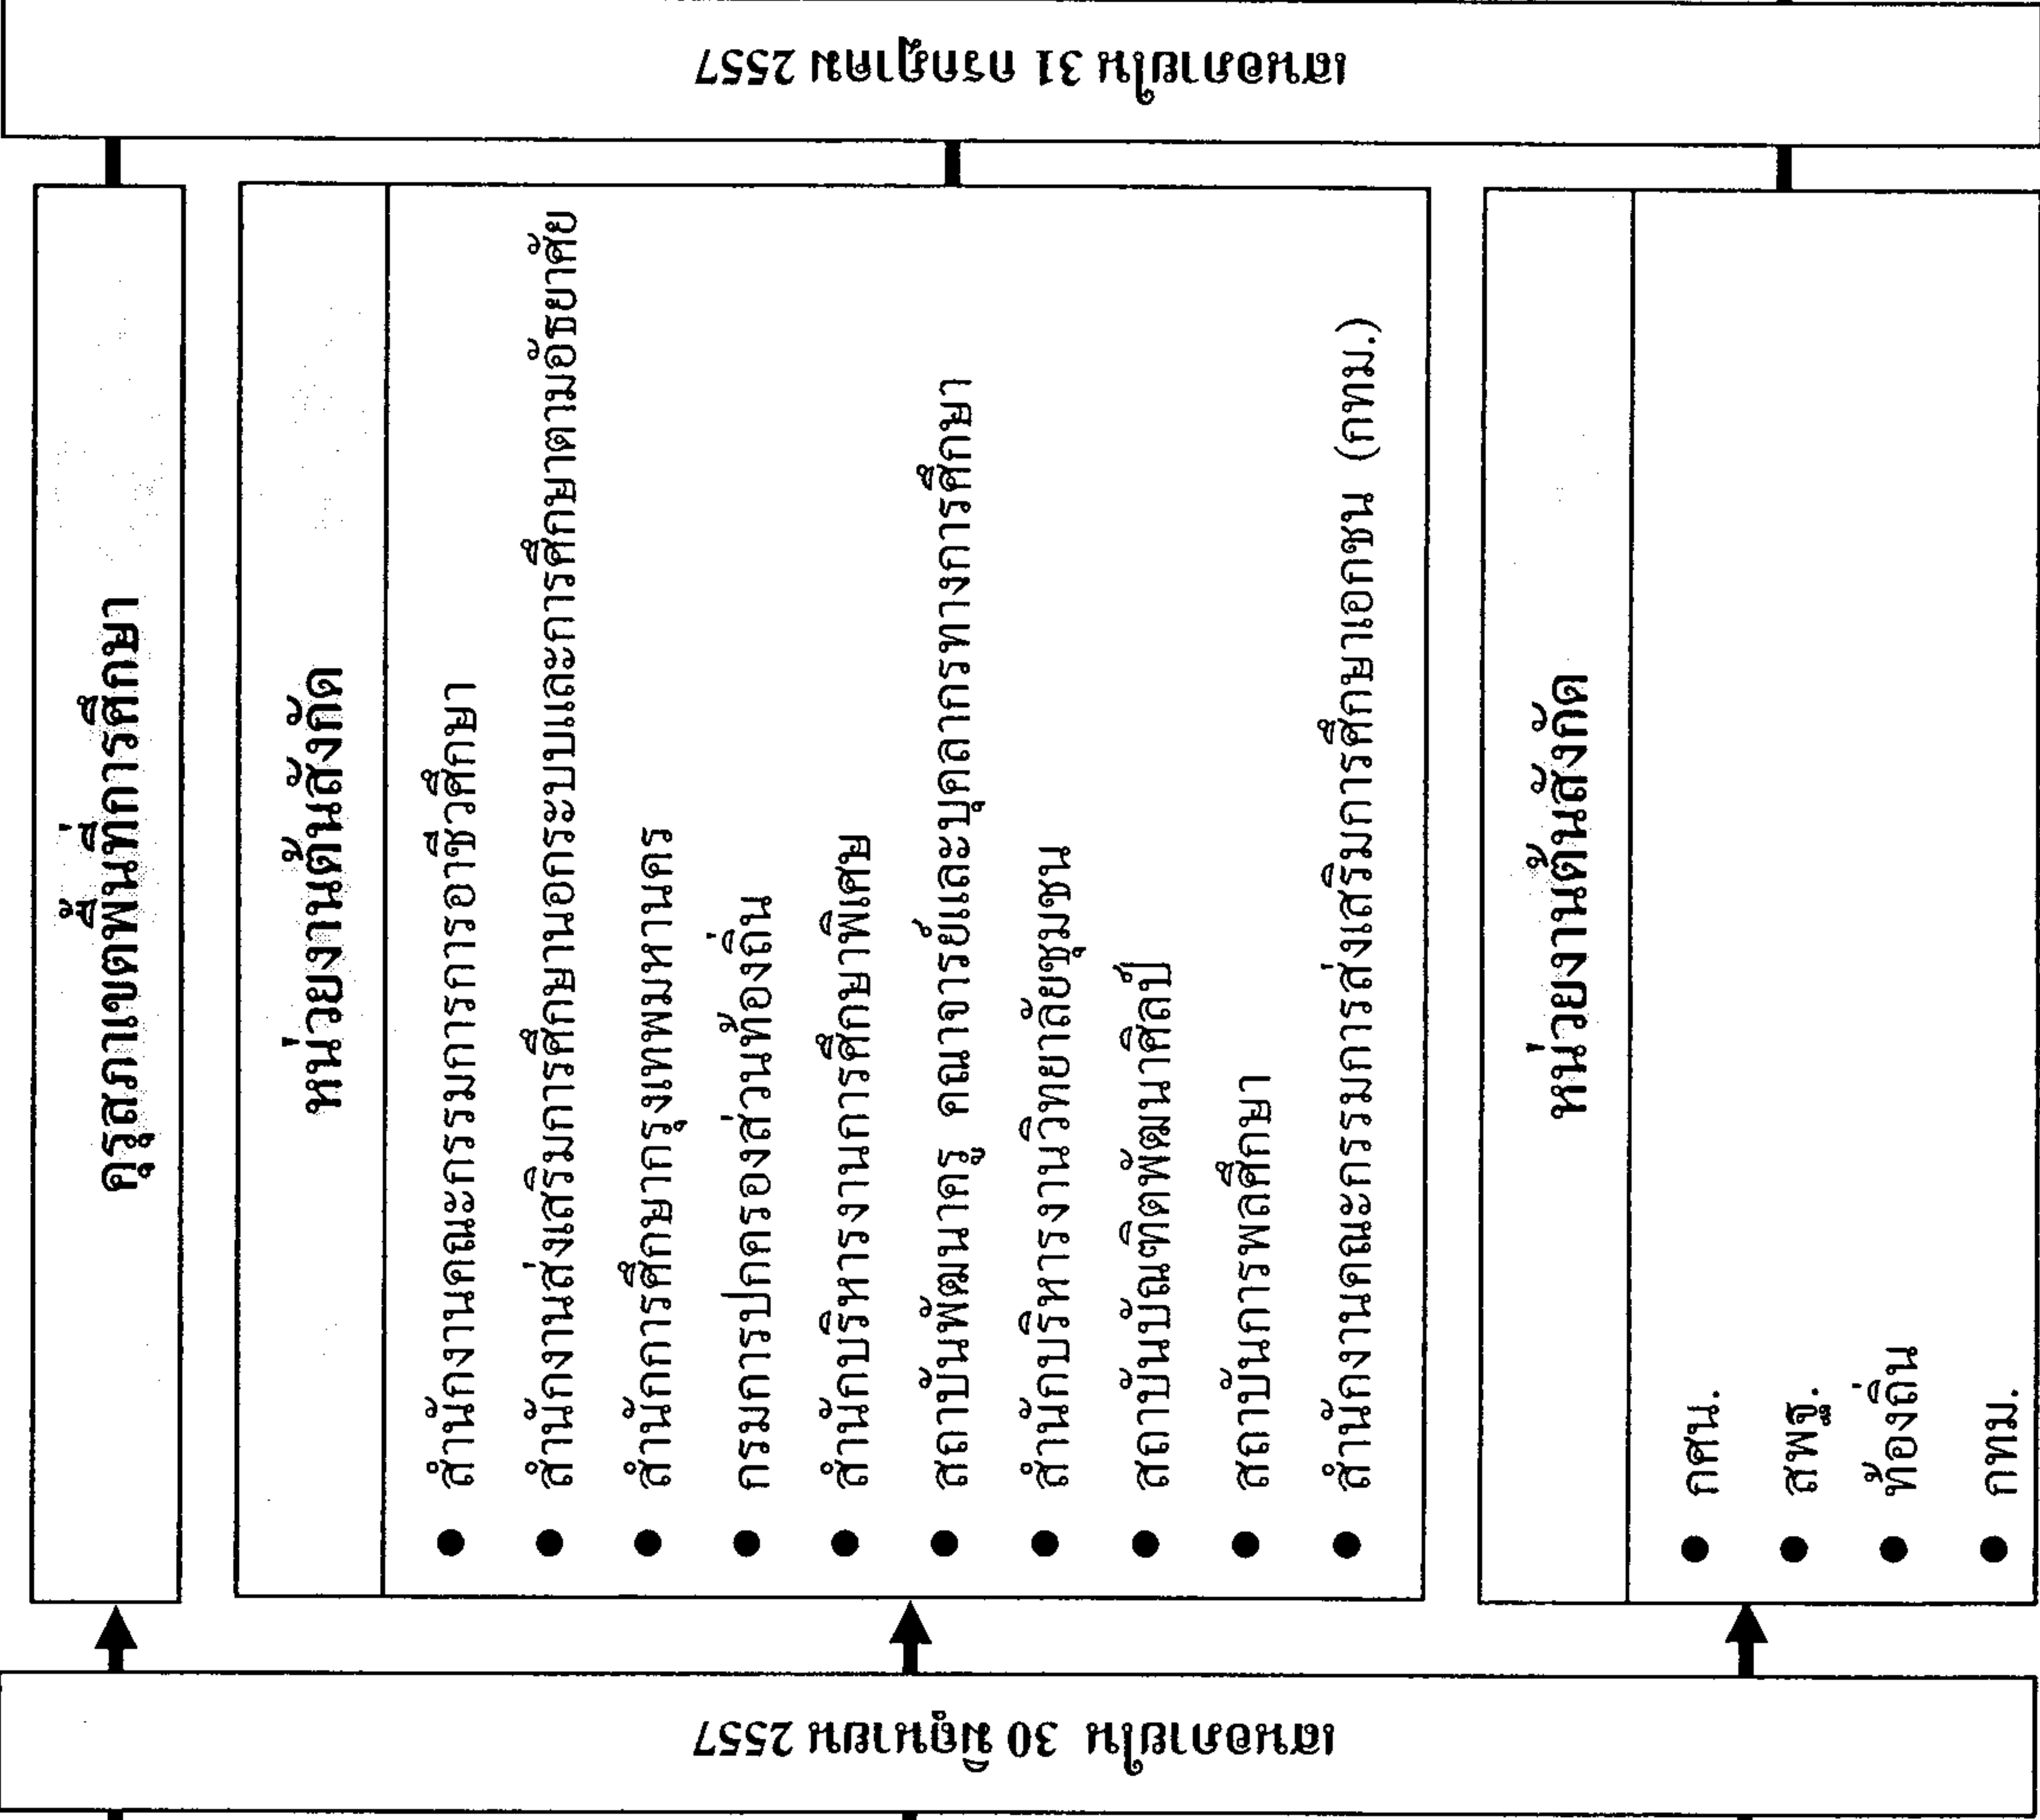 เสนอภายใน 30 มิถุนายน 2557
คุรุสภาเขตพื้นที่การศึกษา
หน่วยงานต้นสังกัด
● สำนักงานคณะกรรมการการอาชีวศึกษา
● สำนักงานส่งเสริมการศึกษานอกระบบและการศึกษาตามอัธยาศัย
● สำนักการศึกษากรุงเทพมหานคร
● กรมการปกครองส่วนท้องถิ่น
● สำนักบริหารงานการศึกษาพิเศษ
● สถาบันพัฒนาครู คณาจารย์และบุคลากรทางการศึกษา
● สำนักบริหารงานวิทยาลัยชุมชน
● สถาบันบัณฑิตพัฒนาศิลป์
● สถาบันการพลศึกษา
● สำนักงานคณะกรรมการส่งเสริมการศึกษาเอกชน (กทม.)
หน่วยงานต้นสังกัด
● กศน.
● สพฐ.
● ท้องถิ่น
● กทม.
เสนอภายใน 31 กรกฎาคม 2557